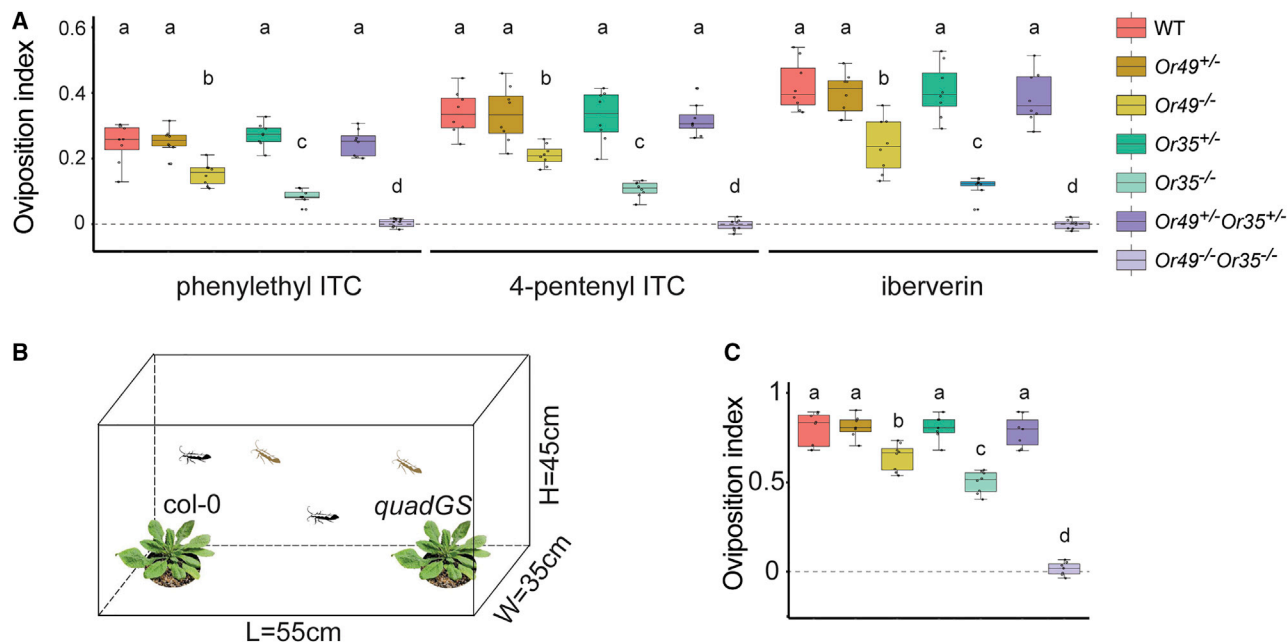 A
Oviposition index
0.6
0.4
0.2
0
a a b a c a d
a a b a c a d
a a b a c a d
phenylethyl ITC
4-pentenyl ITC
iberverin
WT
Or49+/-
Or49-/-
Or35+/-
Or35-/-
Or49+/-Or35+/-
Or49-/-Or35-/-
B
col-0
quadGS
H=45cm
W=35cm
L=55cm
C
Oviposition index
1
0.5
0
a a b a c a d